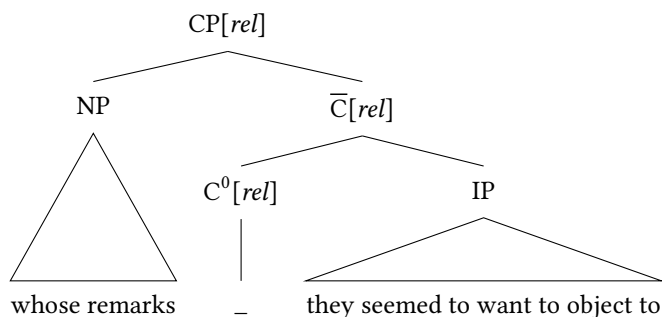 CP[rel]
NP C̅[rel]
C⁰[rel] IP
whose remarks _ they seemed to want to object to